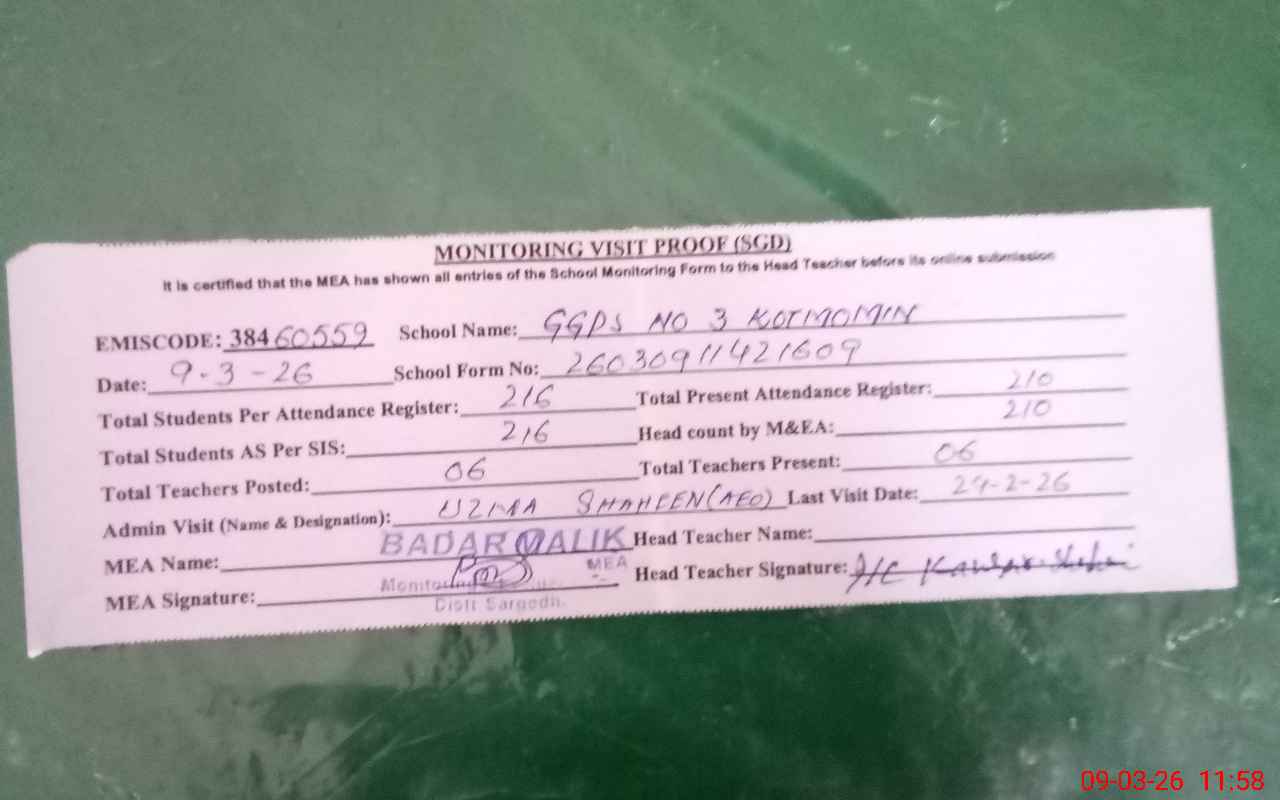 MONITORING VISIT PROOF (SGD)
It is certified that the MEA has shown all entries of the School Monitoring Form to the Head Teacher before its online submission
EMISCODE: 38460559 School Name: GGPS NO 3 KOTMOMIN
Date: 9-3-26 School Form No: 26030911421609
Total Students Per Attendance Register: 216 Total Present Attendance Register: 210
Total Students AS Per SIS: 216 Head count by M&EA: 210
Total Teachers Posted: 06 Total Teachers Present: 06
Admin Visit (Name & Designation): UZMA SHAHEEN (AEO) Last Visit Date: 24-2-26
MEA Name: BADAR MALIK Head Teacher Name:
MEA
MEA Signature: Head Teacher Signature:
09-03-26 11:58